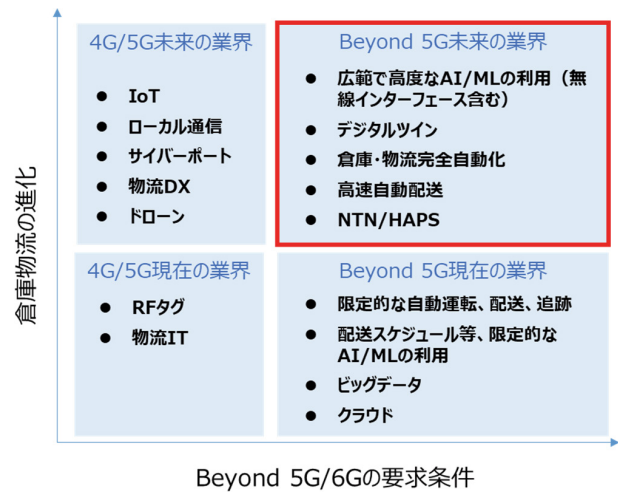 4G/5G未来の業界
● IoT
● ローカル通信
● サイバーポート
● 物流DX
● ドローン
Beyond 5G未来の業界
● 広範で高度なAI/MLの利用（無
線インターフェース含む）
● デジタルツイン
● 倉庫・物流完全自動化
● 高速自動配送
● NTN/HAPS
倉庫物流の進化
4G/5G現在の業界
● RFタグ
● 物流IT
Beyond 5G現在の業界
● 限定的な自動運転、配送、追跡
● 配送スケジュール等、限定的な
AI/MLの利用
● ビッグデータ
● クラウド
Beyond 5G/6Gの要求条件